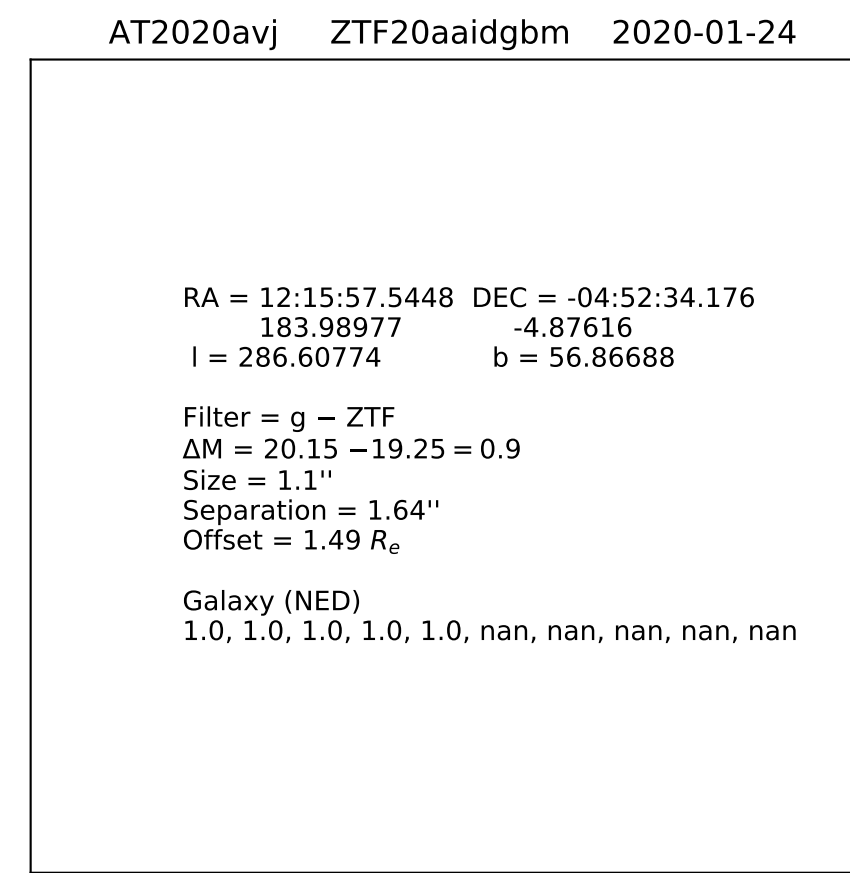 AT2020avj ZTF20aaidgbm 2020-01-24
RA = 12:15:57.5448 DEC = -04:52:34.176
183.98977 -4.87616
l = 286.60774 b = 56.86688
Filter = g − ZTF
ΔM = 20.15 −19.25 = 0.9
Size = 1.1''
Separation = 1.64''
Offset = 1.49 Re
Galaxy (NED)
1.0, 1.0, 1.0, 1.0, 1.0, nan, nan, nan, nan, nan